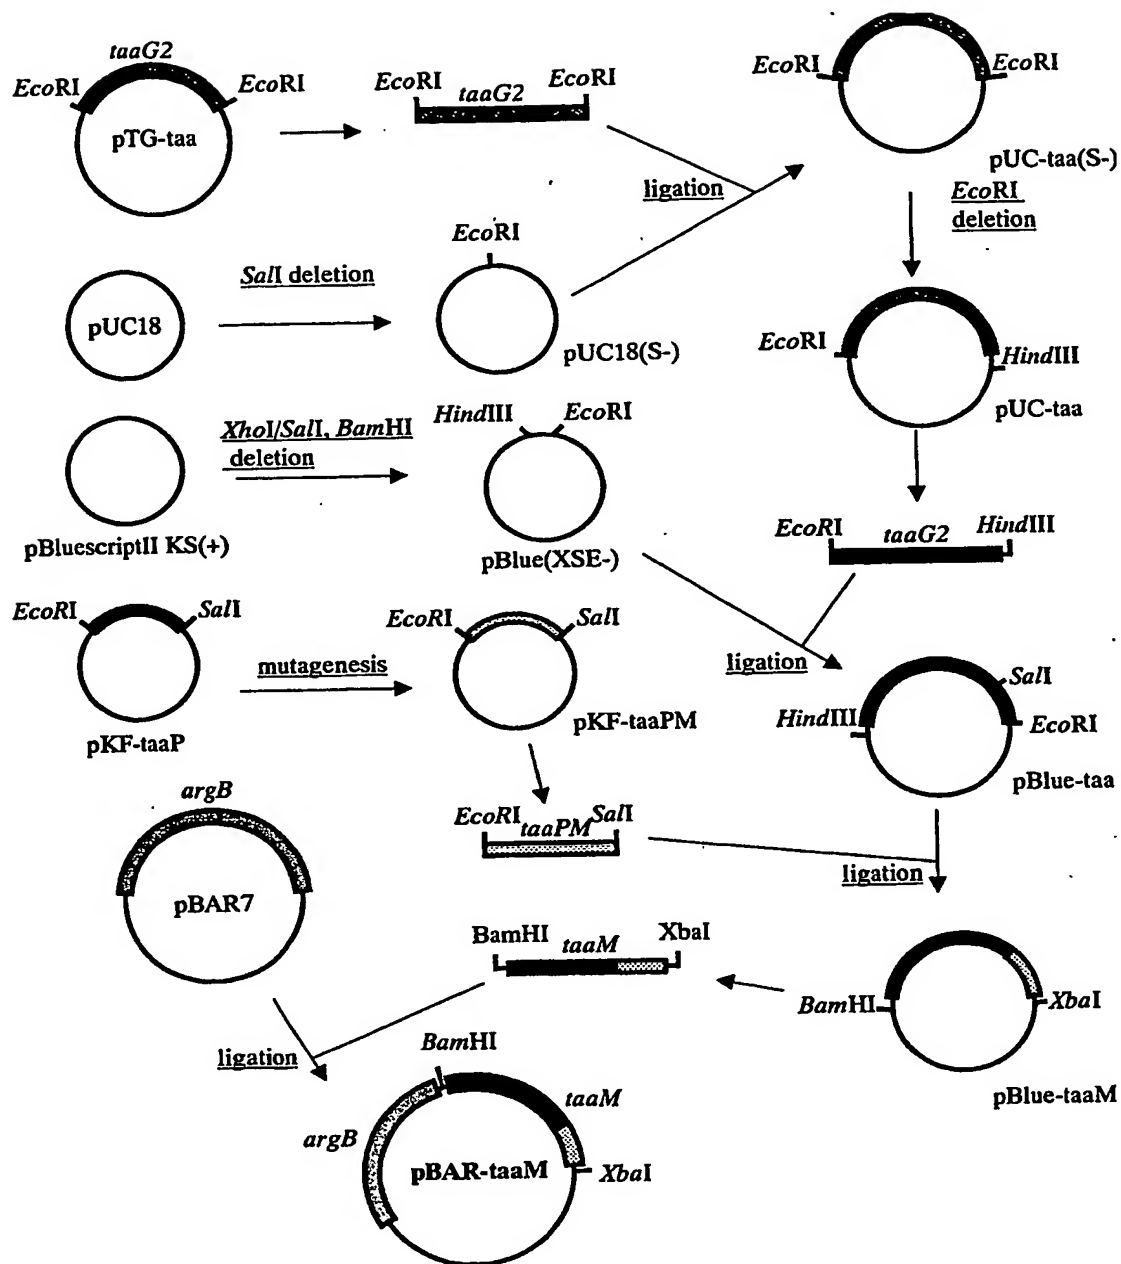 taaG2
EcoRI
EcoRI
pTG-taa
EcoRI
EcoRI
taaG2
EcoRI
EcoRI
pUC-taa(S-)
ligation
EcoRI
deletion
pUC18
SalI deletion
EcoRI
pUC18(S-)
EcoRI
HindIII
pUC-taa
pBluescriptII KS(+)
XhoI/SalI, BamHI
deletion
HindIII
EcoRI
pBlue(XSE-)
EcoRI
taaG2
HindIII
EcoRI
SalI
pKF-taaP
mutagenesis
EcoRI
SalI
pKF-taaPM
ligation
SalI
HindIII
EcoRI
pBlue-taa
argB
pBAR7
EcoRI
taaPM
SalI
ligation
BamHI
taaM
XbaI
BamHI
XbaI
pBlue-taaM
ligation
BamHI
taaM
argB
pBAR-taaM
XbaI